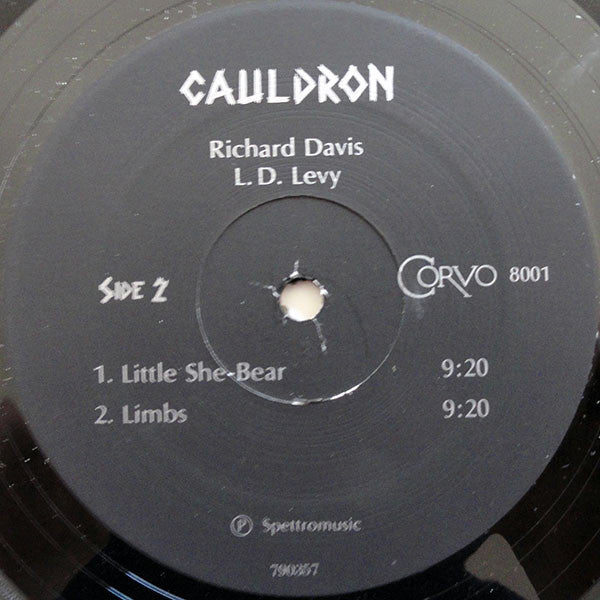 CAULDRON
Richard Davis
L. D. Levy
SIDE 2
CORVO 8001
1. Little She-Bear 9:20
2. Limbs 9:20
Ⓟ Spettromusic
790357